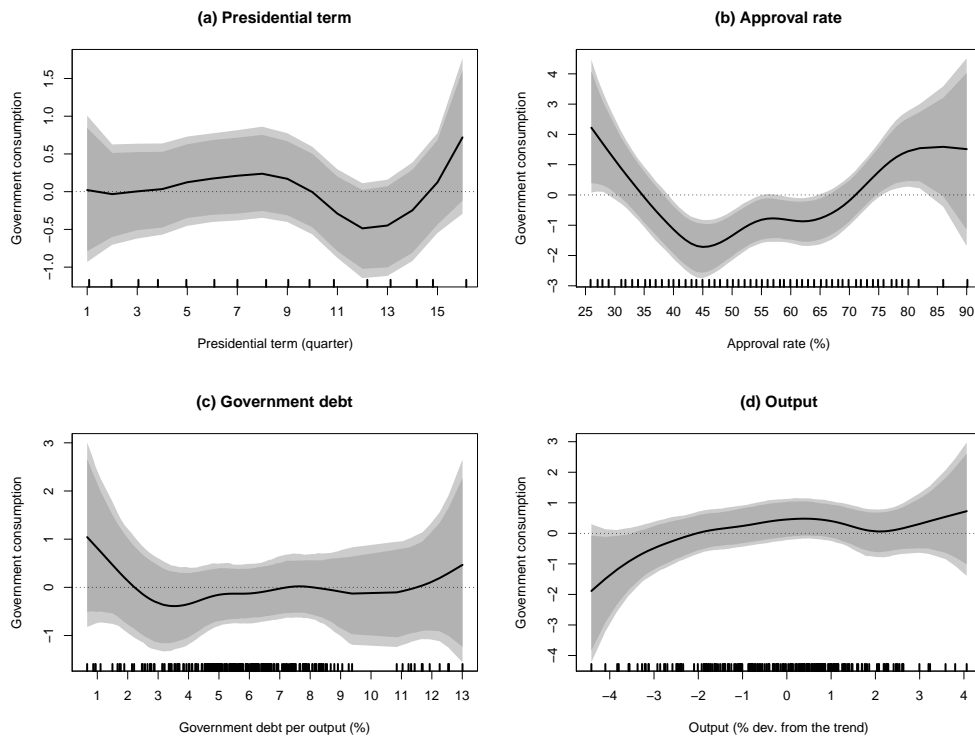 (a) Presidential term
Government consumption
1.5
1.0
0.5
0.0
−0.5
−1.0
1 3 5 7 9 11 13 15
Presidential term (quarter)
(b) Approval rate
Government consumption
4
3
2
1
0
−1
−2
−3
25 30 35 40 45 50 55 60 65 70 75 80 85 90
Approval rate (%)
(c) Government debt
Government consumption
3
2
1
0
−1
1 2 3 4 5 6 7 8 9 10 11 12 13
Government debt per output (%)
(d) Output
Government consumption
3
2
1
0
−1
−2
−3
−4
−4 −3 −2 −1 0 1 2 3 4
Output (% dev. from the trend)